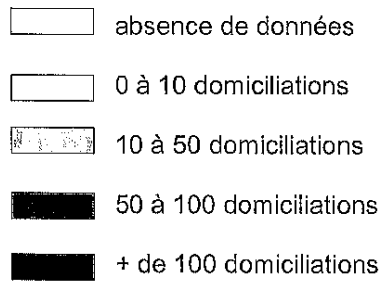 absence de données
0 à 10 domiciliations
10 à 50 domiciliations
50 à 100 domiciliations
+ de 100 domiciliations